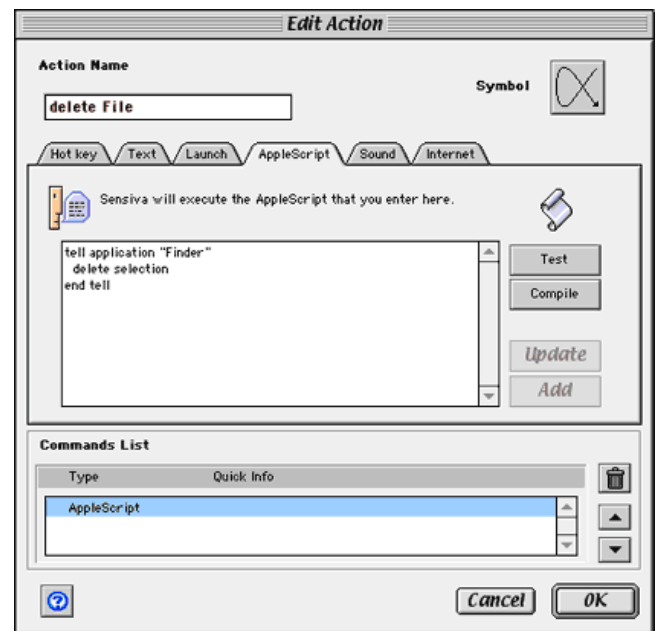 Edit Action
Action Name
Symbol
delete File
Hot key Text Launch AppleScript Sound Internet
Sensiva will execute the AppleScript that you enter here.
tell application "Finder"
delete selection
end tell
Test
Compile
Update
Add
Commands List
Type Quick Info
AppleScript
?
Cancel OK